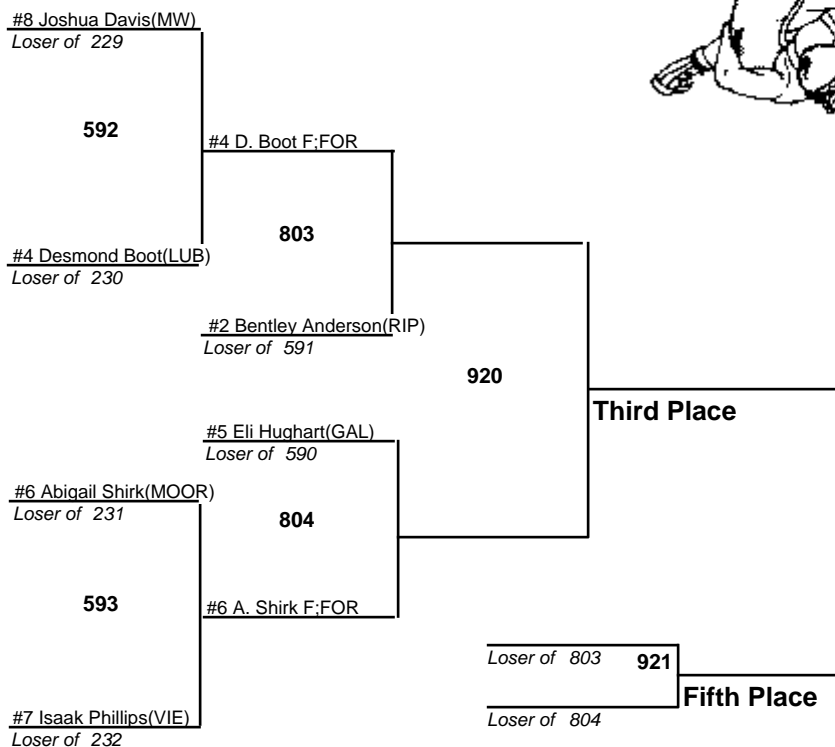 #8 Joshua Davis(MW)
Loser of 229
592
#4 D. Boot F;FOR
803
#4 Desmond Boot(LUB)
Loser of 230
#2 Bentley Anderson(RIP)
Loser of 591
920
Third Place
#5 Eli Hughart(GAL)
Loser of 590
#6 Abigail Shirk(MOOR)
Loser of 231
804
593
#6 A. Shirk F;FOR
#7 Isaak Phillips(VIE)
Loser of 232
Loser of 803
921
Fifth Place
Loser of 804